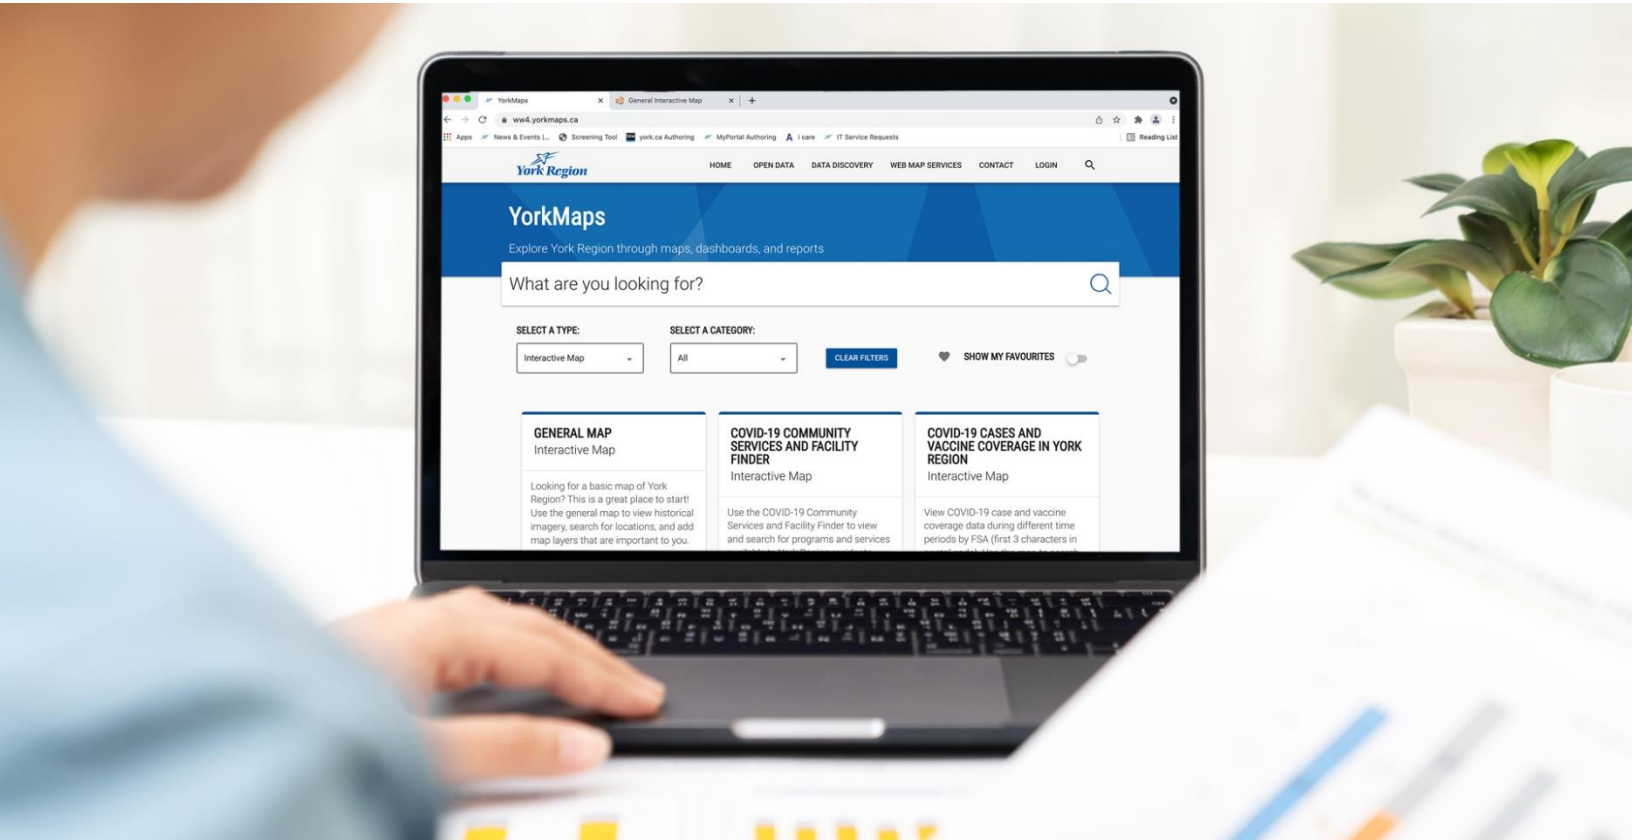 YorkMaps
General Interactive Map
ww4.yorkmaps.ca
Apps News & Events |... Screening Tool york.ca Authoring MyPortal Authoring i care IT Service Requests Reading List
York Region
HOME OPEN DATA DATA DISCOVERY WEB MAP SERVICES CONTACT LOGIN
YorkMaps
Explore York Region through maps, dashboards, and reports
What are you looking for?
SELECT A TYPE: SELECT A CATEGORY:
Interactive Map All CLEAR FILTERS SHOW MY FAVOURITES
GENERAL MAP
Interactive Map
Looking for a basic map of York
Region? This is a great place to start!
Use the general map to view historical
imagery, search for locations, and add
map layers that are important to you.
COVID-19 COMMUNITY
SERVICES AND FACILITY
FINDER
Interactive Map
Use the COVID-19 Community
Services and Facility Finder to view
and search for programs and services
COVID-19 CASES AND
VACCINE COVERAGE IN YORK
REGION
Interactive Map
View COVID-19 case and vaccine
coverage data during different time
periods by FSA (first 3 characters in